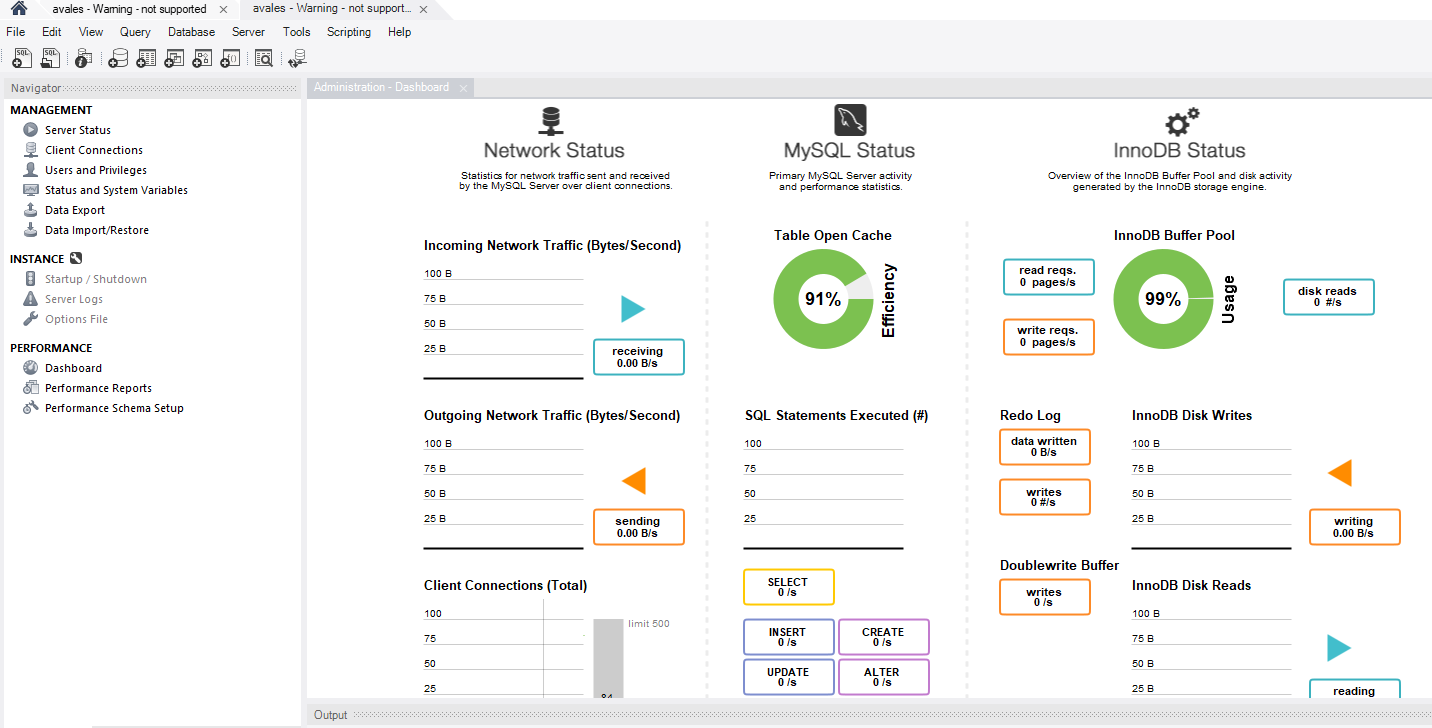 avales - Warning - not supported
avales - Warning - not support...
File Edit View Query Database Server Tools Scripting Help
Navigator
MANAGEMENT
Server Status
Client Connections
Users and Privileges
Status and System Variables
Data Export
Data Import/Restore
INSTANCE
Startup / Shutdown
Server Logs
Options File
PERFORMANCE
Dashboard
Performance Reports
Performance Schema Setup
Administration - Dashboard
Network Status
Statistics for network traffic sent and received
by the MySQL Server over client connections.
Incoming Network Traffic (Bytes/Second)
100 B
75 B
50 B
25 B
receiving
0.00 B/s
Outgoing Network Traffic (Bytes/Second)
100 B
75 B
50 B
25 B
sending
0.00 B/s
Client Connections (Total)
100
75
50
25
limit 500
84
MySQL Status
Primary MySQL Server activity
and performance statistics.
Table Open Cache
91%
Efficiency
SQL Statements Executed (#)
100
75
50
25
SELECT
0 /s
INSERT
0 /s
CREATE
0 /s
UPDATE
0 /s
ALTER
0 /s
InnoDB Status
Overview of the InnoDB Buffer Pool and disk activity
generated by the InnoDB storage engine.
InnoDB Buffer Pool
read reqs.
0 pages/s
write reqs.
0 pages/s
99%
Usage
disk reads
0 #/s
Redo Log
data written
0 B/s
writes
0 #/s
Doublewrite Buffer
writes
0 /s
InnoDB Disk Writes
100 B
75 B
50 B
25 B
writing
0.00 B/s
InnoDB Disk Reads
100 B
75 B
50 B
25 B
reading
Output